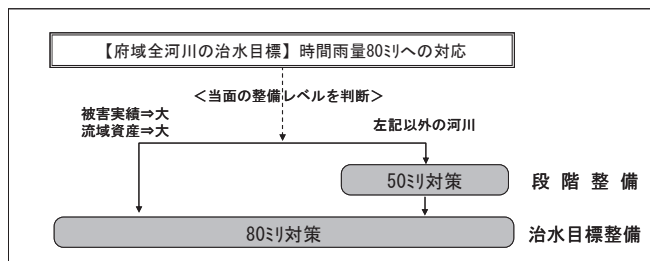 【府域全河川の治水目標】時間雨量80ミリへの対応
＜当面の整備レベルを判断＞
被害実績⇒大
流域資産⇒大
左記以外の河川
50ミリ対策
段階整備
80ミリ対策
治水目標整備